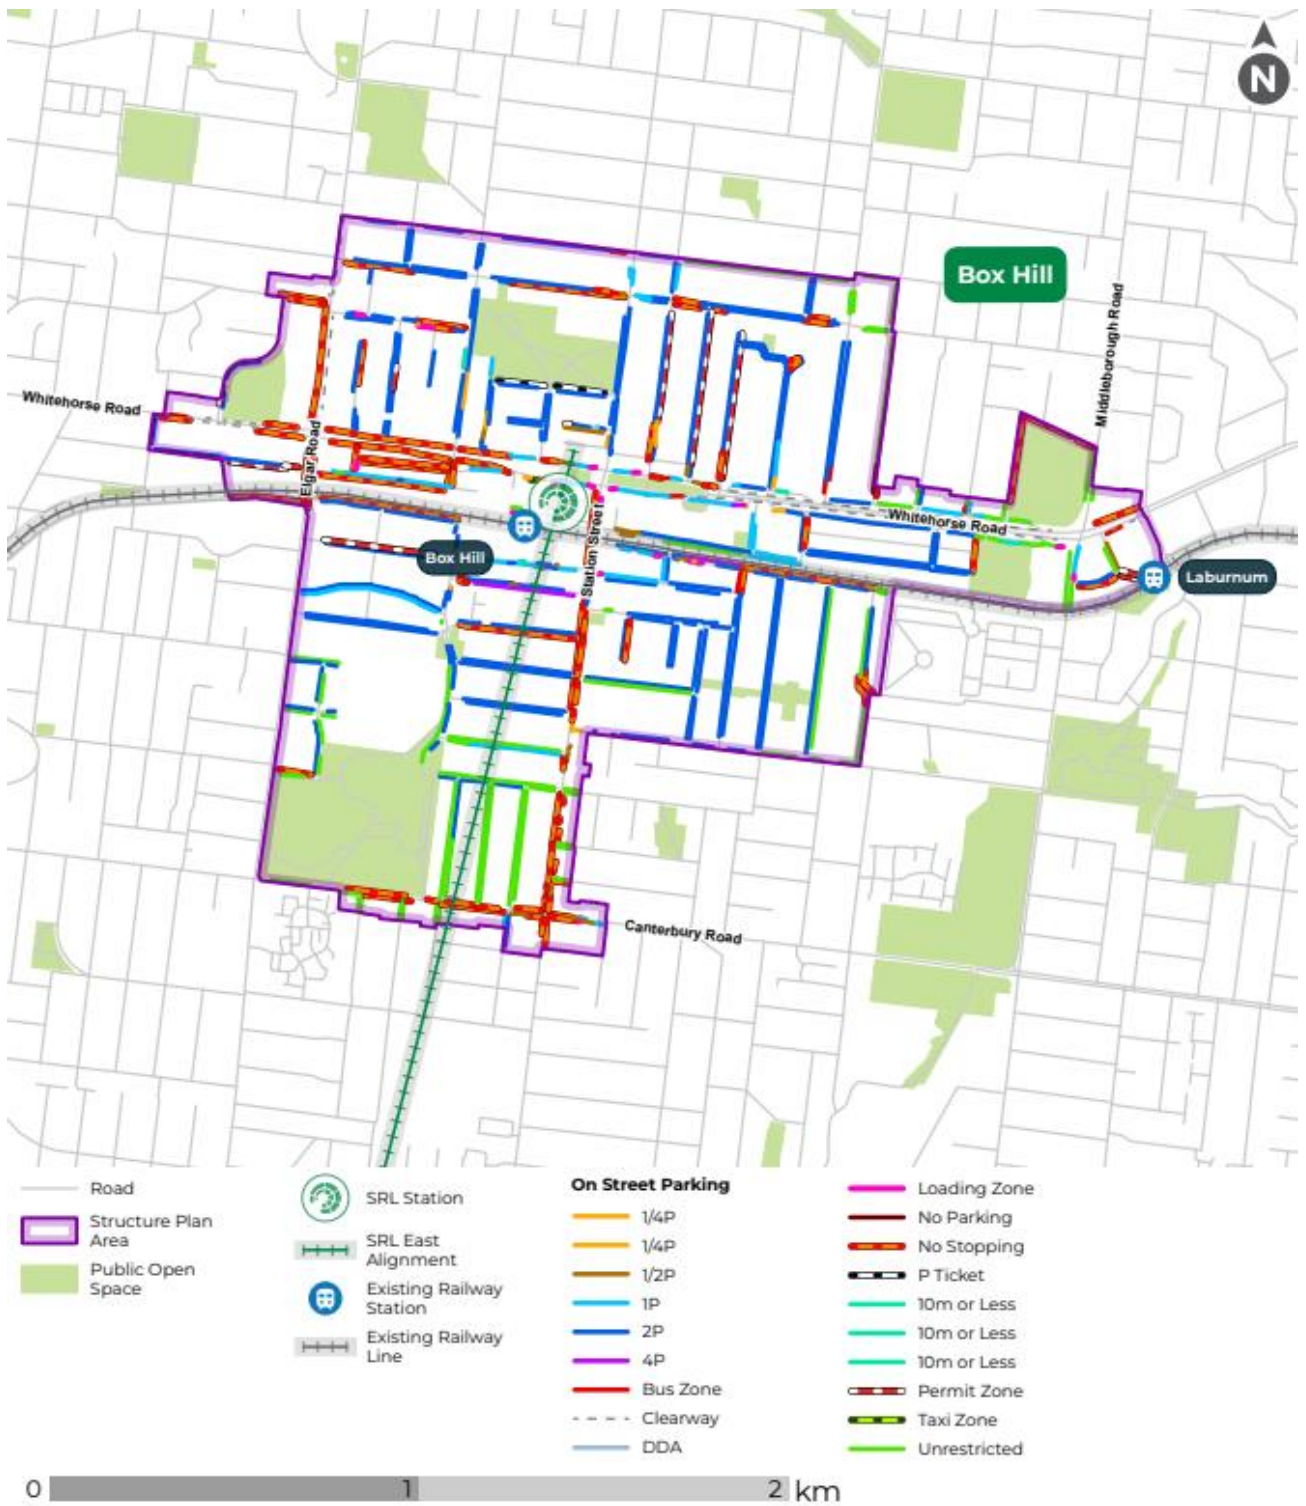 N
Box Hill
Middleborough Road
Whitehorse Road
Elgar Road
Whitehorse Road
Station Street
Box Hill
Laburnum
Canterbury Road
Road
Structure Plan
Area
Public Open
Space
SRL Station
SRL East
Alignment
Existing Railway
Station
Existing Railway
Line
On Street Parking
1/4P
1/4P
1/2P
1P
2P
4P
Bus Zone
Clearway
DDA
Loading Zone
No Parking
No Stopping
P Ticket
10m or Less
10m or Less
10m or Less
Permit Zone
Taxi Zone
Unrestricted
0 1 2 km